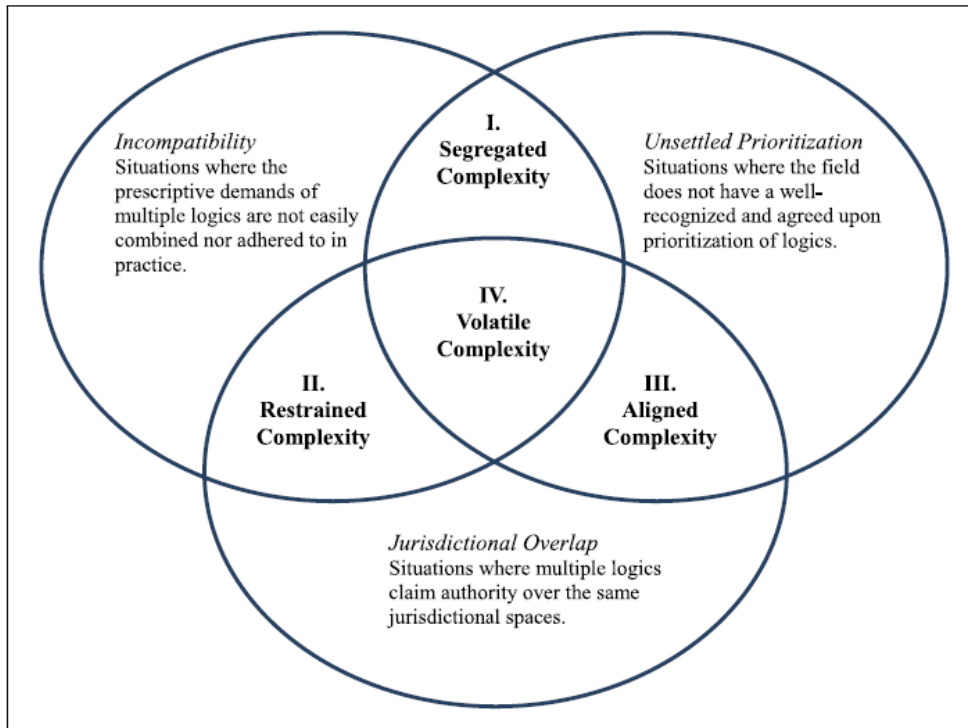 Incompatibility
Situations where the
prescriptive demands of
multiple logics are not easily
combined nor adhered to in
practice.
I.
Segregated
Complexity
Unsettled Prioritization
Situations where the field
does not have a well-
recognized and agreed upon
prioritization of logics.
IV.
Volatile
Complexity
II.
Restrained
Complexity
III.
Aligned
Complexity
Jurisdictional Overlap
Situations where multiple logics
claim authority over the same
jurisdictional spaces.